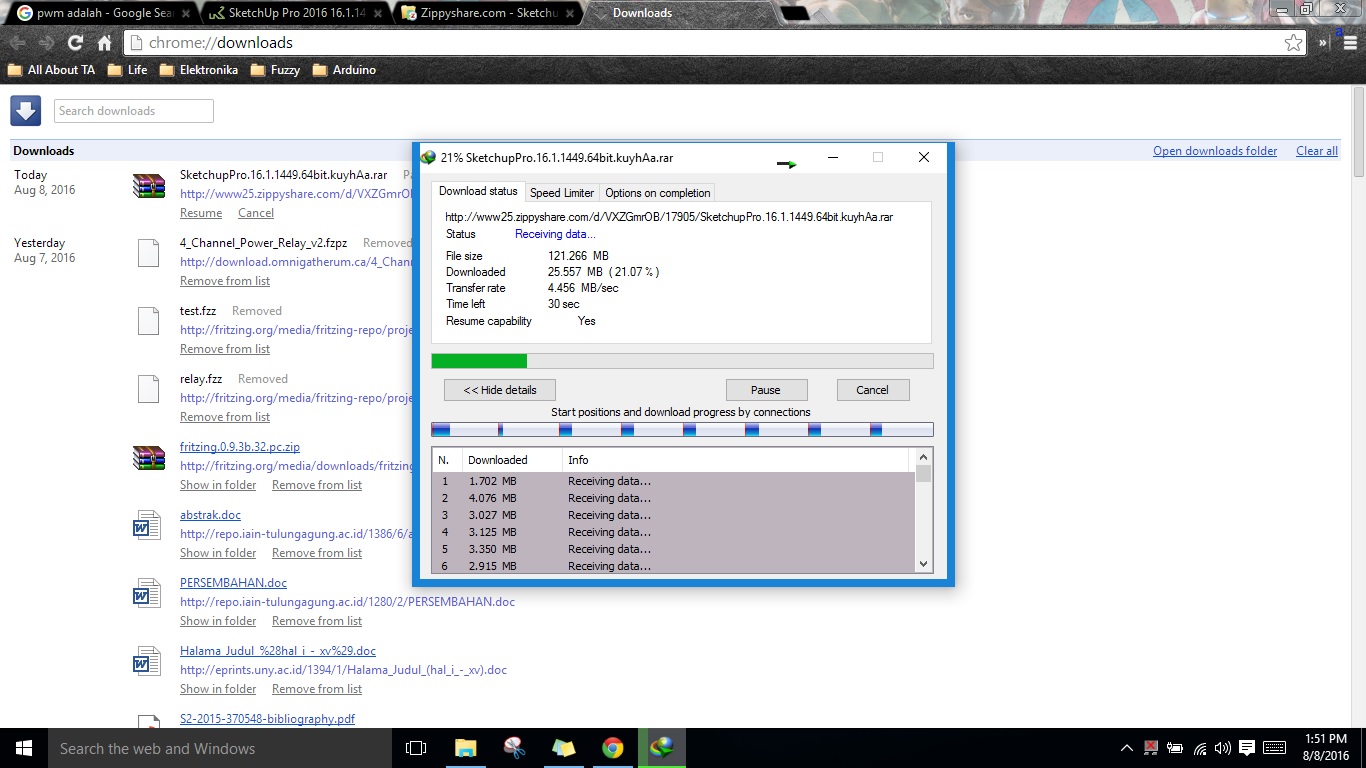 pwm adalah - Google Sea
SketchUp Pro 2016 16.1.14
Zippyshare.com - Sketchu
Downloads
chrome://downloads
All About TA
Life
Elektronika
Fuzzy
Arduino
Search downloads
Downloads
Open downloads folder
Clear all
Today
Aug 8, 2016
SketchupPro.16.1.1449.64bit.kuyhAa.rar
http://www25.zippyshare.com/d/VXZGmrOB
Resume Cancel
Yesterday
Aug 7, 2016
4_Channel_Power_Relay_v2.fzpz Removed
http://download.omnigatherum.ca/4_Chann
Remove from list
test.fzz Removed
http://fritzing.org/media/fritzing-repo/proje
Remove from list
relay.fzz Removed
http://fritzing.org/media/fritzing-repo/proje
Remove from list
fritzing.0.9.3b.32.pc.zip
http://fritzing.org/media/downloads/fritzing
Show in folder Remove from list
abstrak.doc
http://repo.iain-tulungagung.ac.id/1386/6/a
Show in folder Remove from list
PERSEMBAHAN.doc
http://repo.iain-tulungagung.ac.id/1280/2/PERSEMBAHAN.doc
Show in folder Remove from list
Halama_Judul_%28hal_i_-_xv%29.doc
http://eprints.uny.ac.id/1394/1/Halama_Judul_(hal_i_-_xv).doc
Show in folder Remove from list
S2-2015-370548-bibliography.pdf
21% SketchupPro.16.1.1449.64bit.kuyhAa.rar
Download status
Speed Limiter
Options on completion
http://www25.zippyshare.com/d/VXZGmrOB/17905/SketchupPro.16.1.1449.64bit.kuyhAa.rar
Status Receiving data...
File size 121.266 MB
Downloaded 25.557 MB ( 21.07 % )
Transfer rate 4.456 MB/sec
Time left 30 sec
Resume capability Yes
<< Hide details
Pause
Cancel
Start positions and download progress by connections
N. Downloaded Info
1 1.702 MB Receiving data...
2 4.076 MB Receiving data...
3 3.027 MB Receiving data...
4 3.125 MB Receiving data...
5 3.350 MB Receiving data...
6 2.915 MB Receiving data...
Search the web and Windows
1:51 PM
8/8/2016